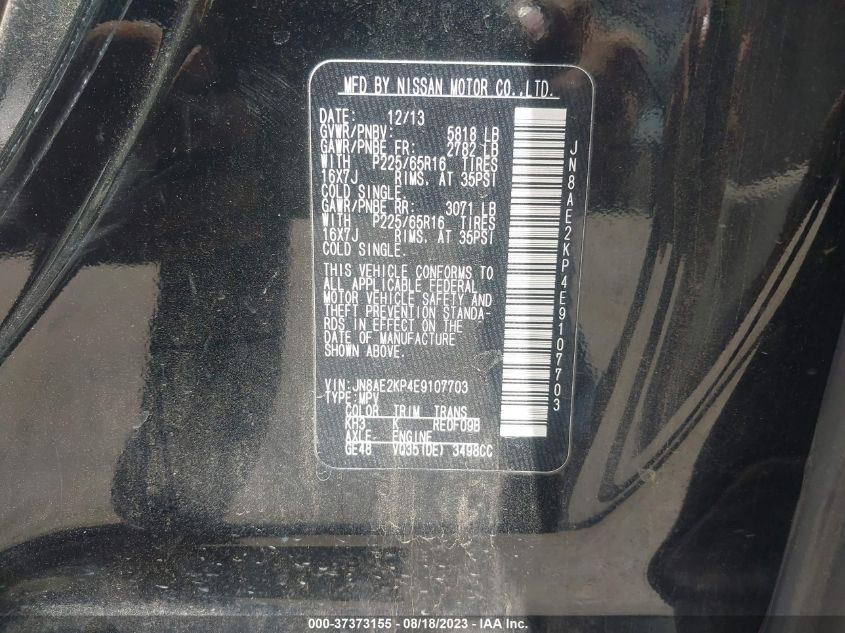 MFD BY NISSAN MOTOR CO.,LTD.
DATE: 12/13
GVWR/PNBV: 5818 LB
GAWR/PNBE FR: 2782 LB
WITH P225/65R16 TIRES
16X7J RIMS, AT 35PSI
COLD SINGLE.
GAWR/PNBE RR: 3071 LB
WITH P225/65R16 TIRES
16X7J RIMS, AT 35PSI
COLD SINGLE.
THIS VEHICLE CONFORMS TO
ALL APPLICABLE FEDERAL
MOTOR VEHICLE SAFETY AND
THEFT PREVENTION STANDA-
RDS IN EFFECT ON THE
DATE OF MANUFACTURE
SHOWN ABOVE.
VIN:JN8AE2KP4E9107703
TYPE:MPV
COLOR TRIM TRANS
KH3 K RE0F09B
AXLE ENGINE
GE48 VQ35(DE) 3498CC
JN8AE2KP4E9107703
000-37373155 - 08/18/2023 - IAA Inc.